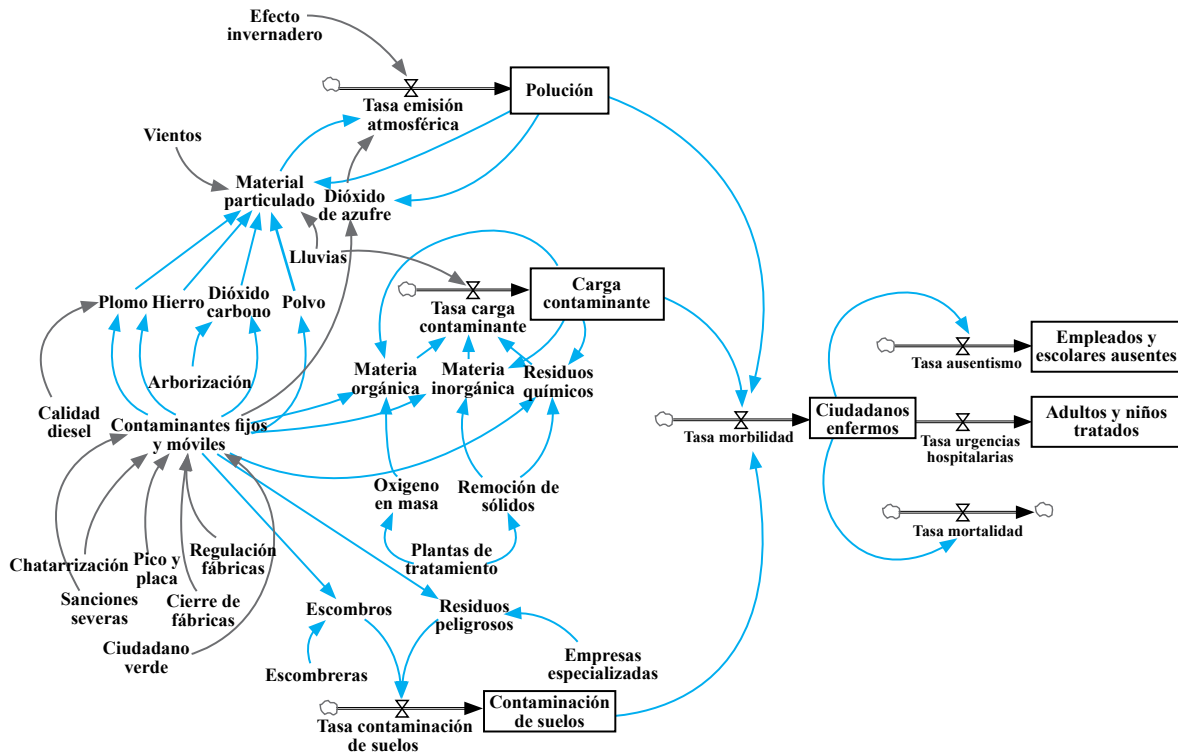 Efecto
invernadero
Polución
Tasa emisión
atmosférica
Vientos
Material
particulado
Dióxido
de azufre
Lluvias
Carga
contaminante
Plomo
Hierro
Dióxido
carbono
Polvo
Tasa carga
contaminante
Empleados y
escolares ausentes
Tasa ausentismo
Materia
orgánica
Materia
inorgánica
Residuos
químicos
Arborización
Calidad
diesel
Contaminantes fijos
y móviles
Tasa morbilidad
Ciudadanos
enfermos
Tasa urgencias
hospitalarias
Adultos y niños
tratados
Oxigeno
en masa
Remoción de
sólidos
Tasa mortalidad
Chatarrización
Pico y
placa
Regulación
fábricas
Plantas de
tratamiento
Sanciones
severas
Cierre de
fábricas
Escombros
Residuos
peligrosos
Ciudadano
verde
Escombreras
Empresas
especializadas
Contaminación
de suelos
Tasa contaminación
de suelos